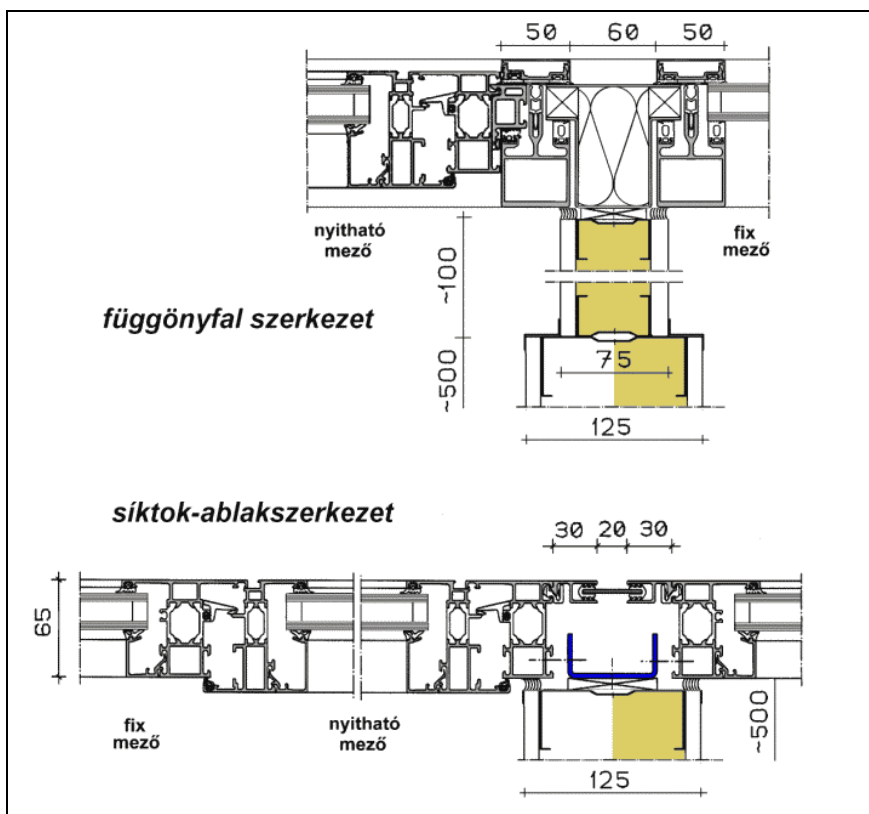 50 60 50
nyitható
mező
fix
mező
~100
függönyfal szerkezet
~500
75
125
síktok-ablakszerkezet
30 20 30
65
fix
mező
nyitható
mező
~500
125